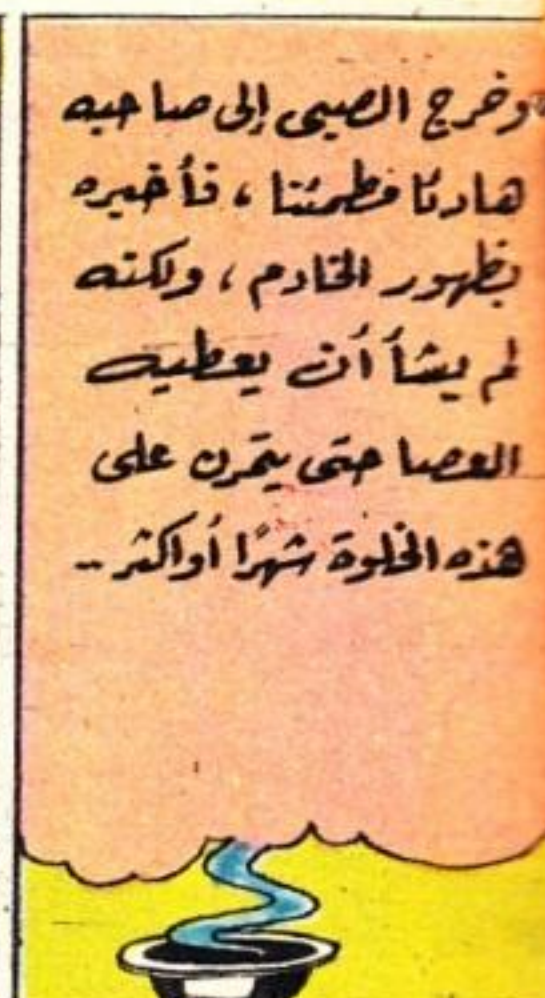 وخرج الصبي إلى صاحبه
هادئا مطمئنا ، فأخبره
بظهور الخادم ، ولكنه
لم يشأ أن يعطيه
العصا حتى يتمرن على
هذه الخلوة شهرًا أو أكثر ..